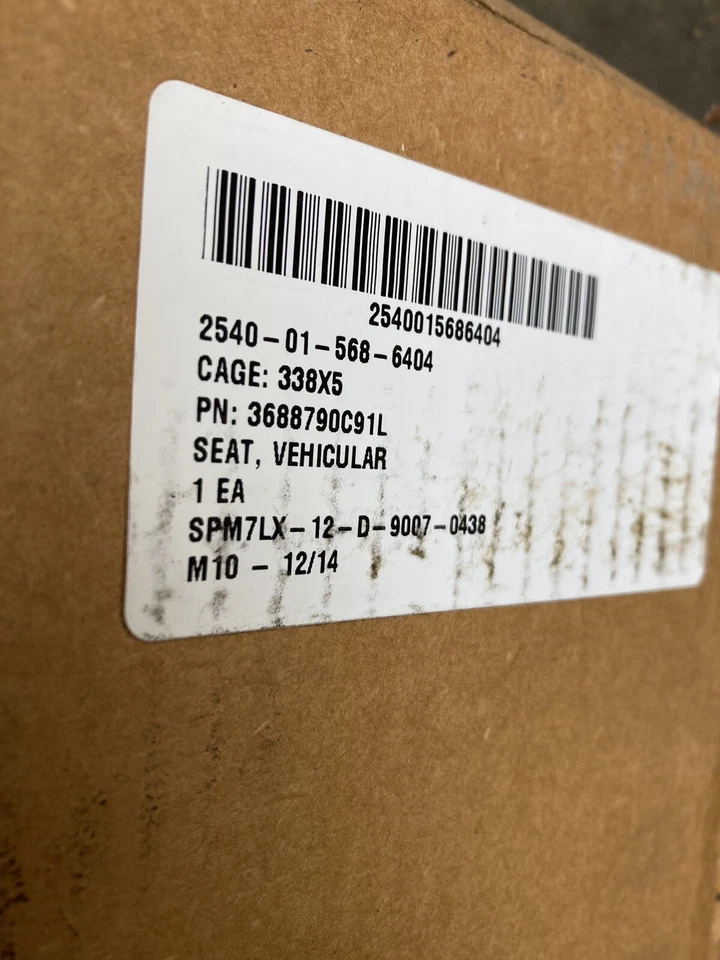 2540015686404
2540-01-568-6404
CAGE: 338X5
PN: 3688790C91L
SEAT, VEHICULAR
1 EA
SPM7LX-12-D-9007-0438
M10 - 12/14